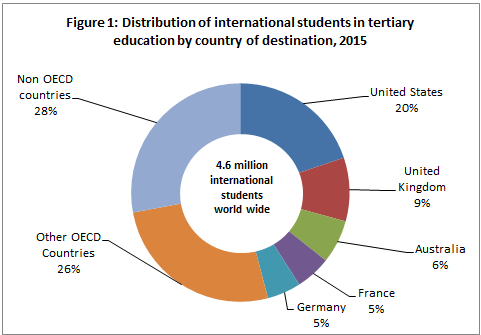 Figure 1: Distribution of international students in tertiary
education by country of destination, 2015
Non OECD
countries
28%
United States
20%
4.6 million
international
students
world wide
United
Kingdom
9%
Other OECD
Countries
26%
Australia
6%
France
5%
Germany
5%